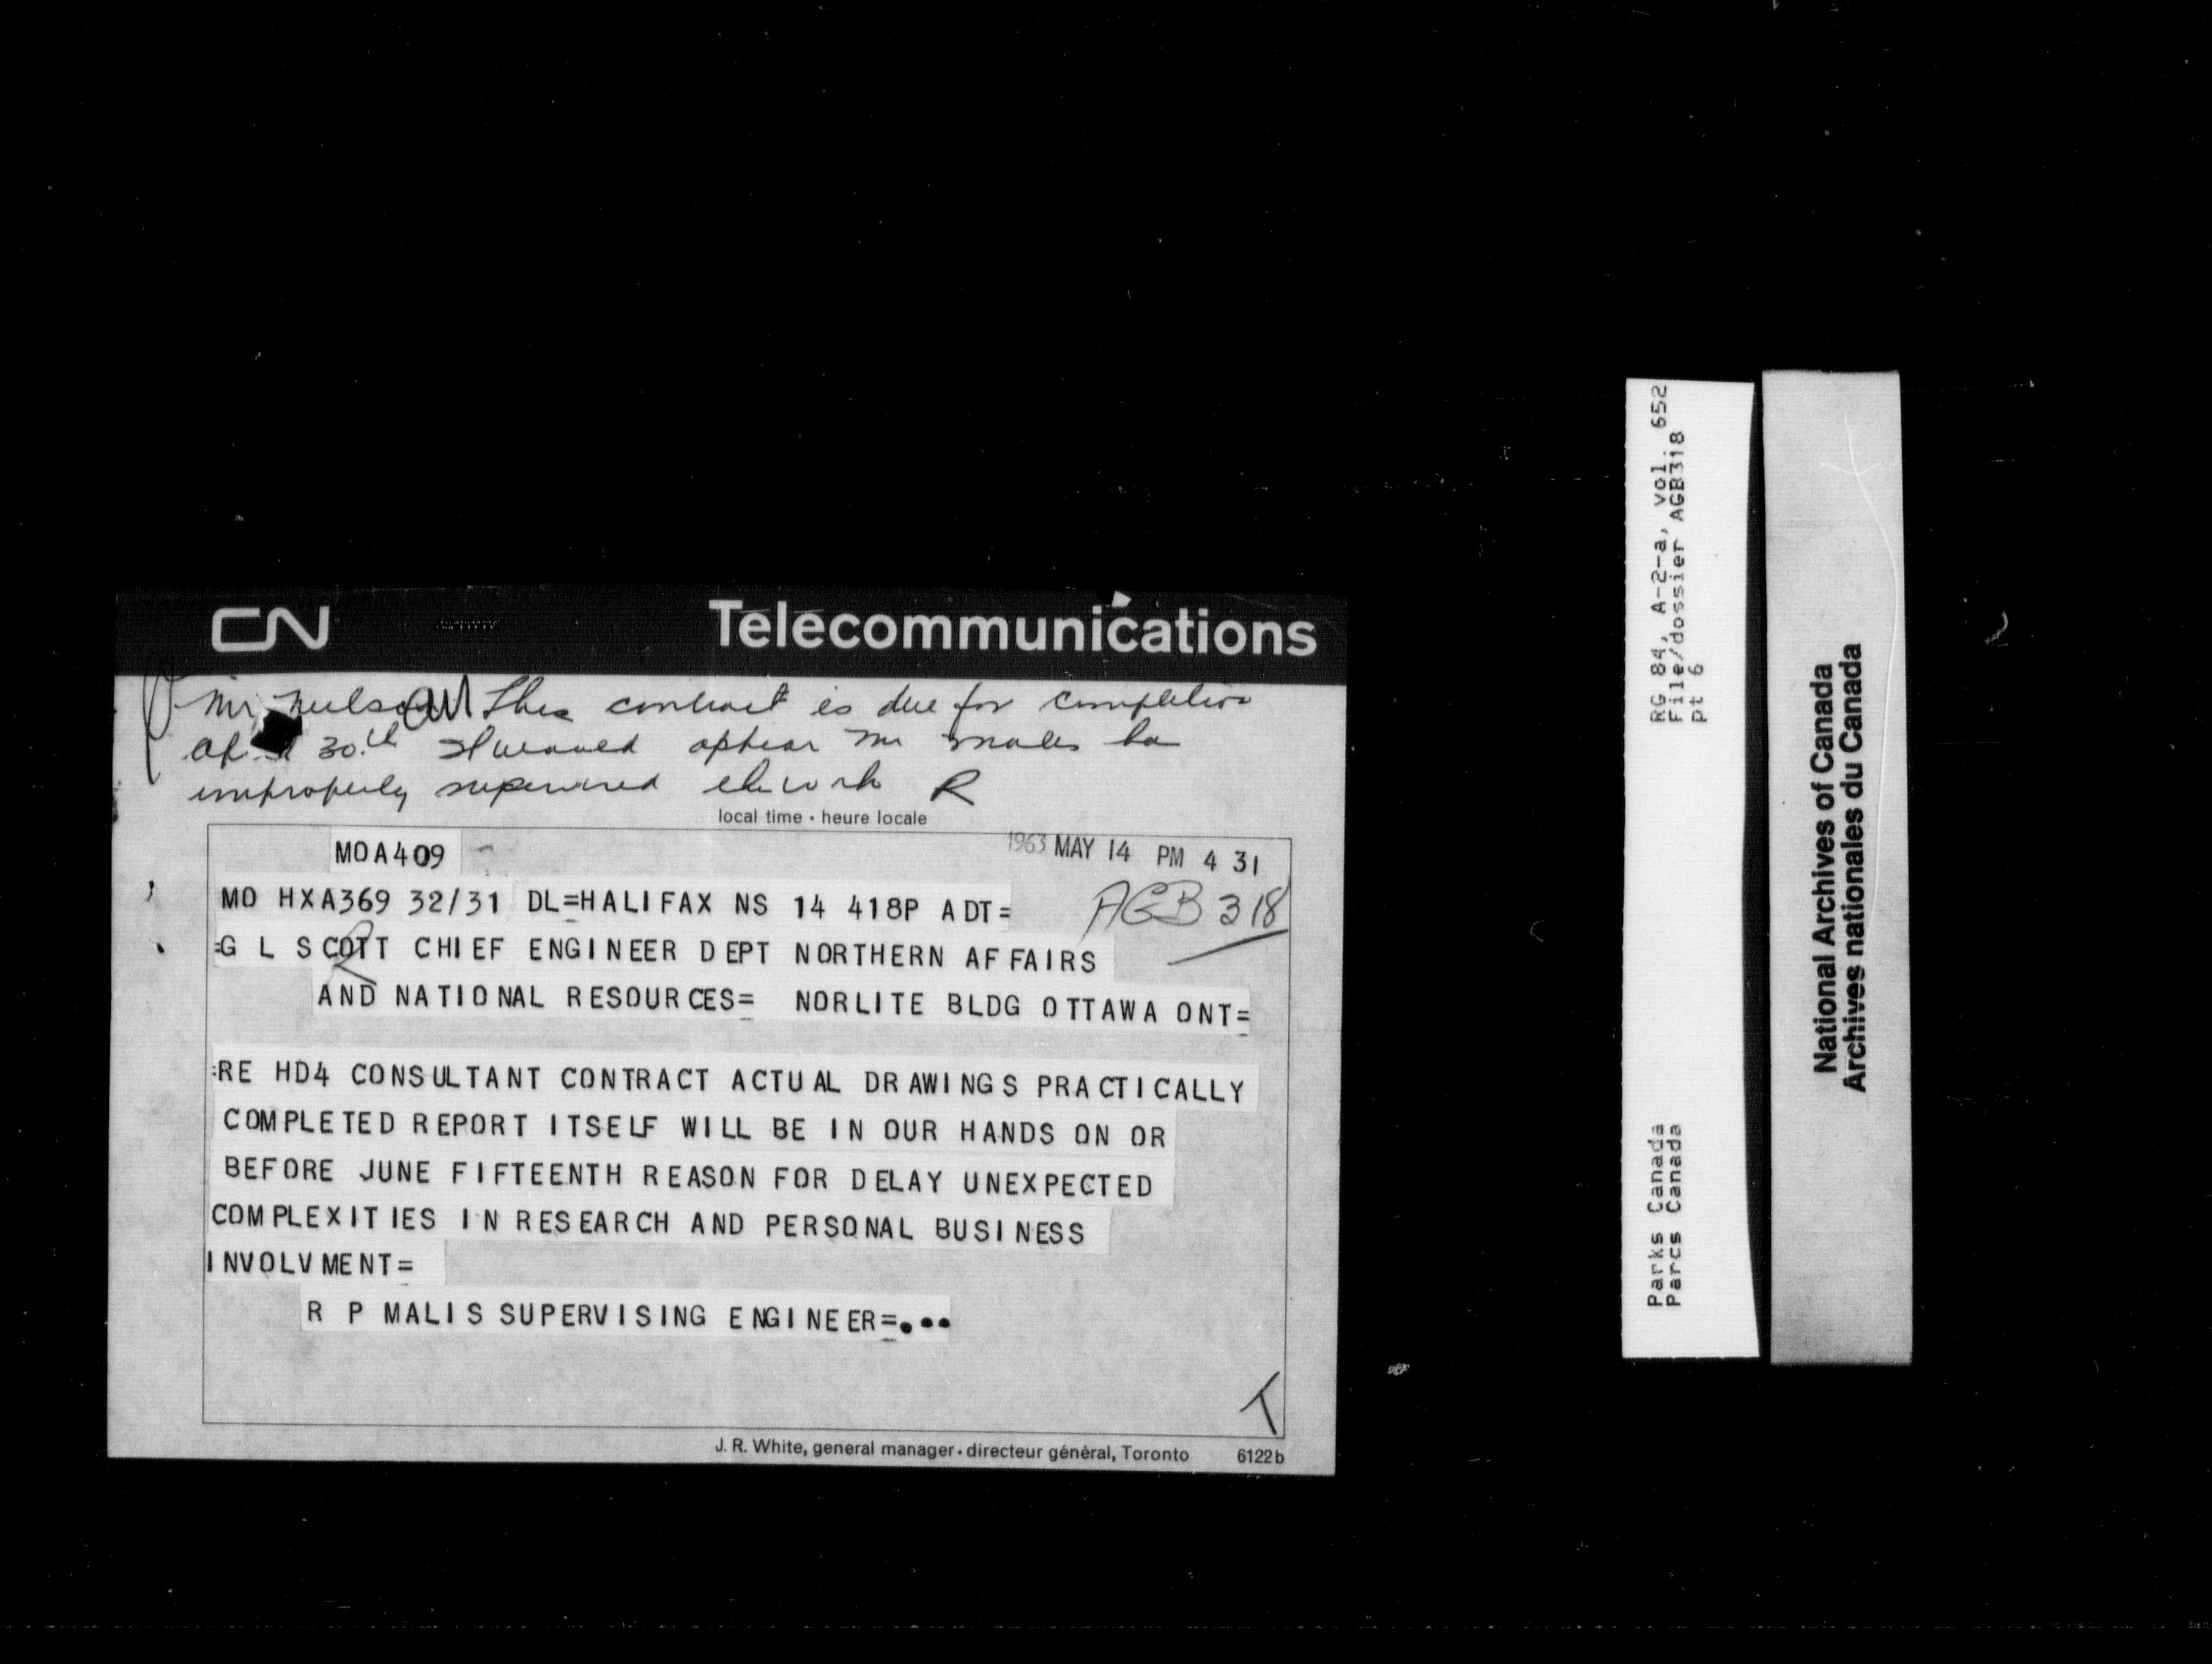 CN Telecommunications
Mr Neilson This contract is due for completion
30th It would appear Mr Malis ha
improperly supervised the work R
local time • heure locale
MOA409
1963 MAY 14 PM 4 31
MO HXA369 32/31 DL=HALIFAX NS 14 418P ADT=
AGB 318
=G L SCOTT CHIEF ENGINEER DEPT NORTHERN AFFAIRS
AND NATIONAL RESOURCES= NORLITE BLDG OTTAWA ONT=
=RE HD4 CONSULTANT CONTRACT ACTUAL DRAWINGS PRACTICALLY
COMPLETED REPORT ITSELF WILL BE IN OUR HANDS ON OR
BEFORE JUNE FIFTEENTH REASON FOR DELAY UNEXPECTED
COMPLEXITIES IN RESEARCH AND PERSONAL BUSINESS
INVOLVMENT=
R P MALIS SUPERVISING ENGINEER=...
T
J. R. White, general manager • directeur général, Toronto 6122b
RG 84, A-2-a, vol. 652
File/dossier AGB318
pt 6
Parks Canada
Parcs Canada
National Archives of Canada
Archives nationales du Canada